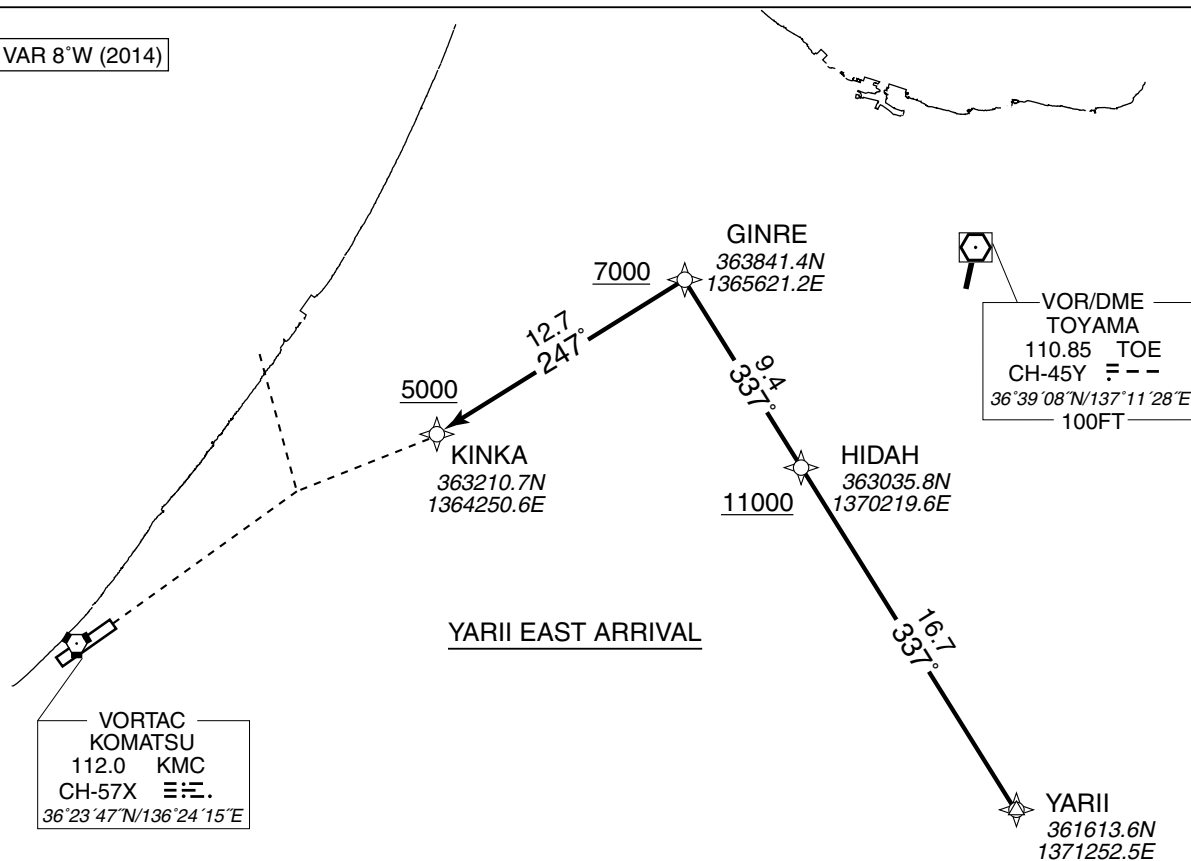 VAR 8˚W (2014)
GINRE
363841.4N
1365621.2E
7000
12.7
247˚
9.4
337˚
VOR/DME
TOYAMA
110.85 TOE
CH-45Y
36˚39´08˝N/137˚11´28˝E
100FT
5000
KINKA
363210.7N
1364250.6E
HIDAH
363035.8N
1370219.6E
11000
16.7
337˚
YARII EAST ARRIVAL
VORTAC
KOMATSU
112.0 KMC
CH-57X
36˚23´47˝N/136˚24´15˝E
YARII
361613.6N
1371252.5E